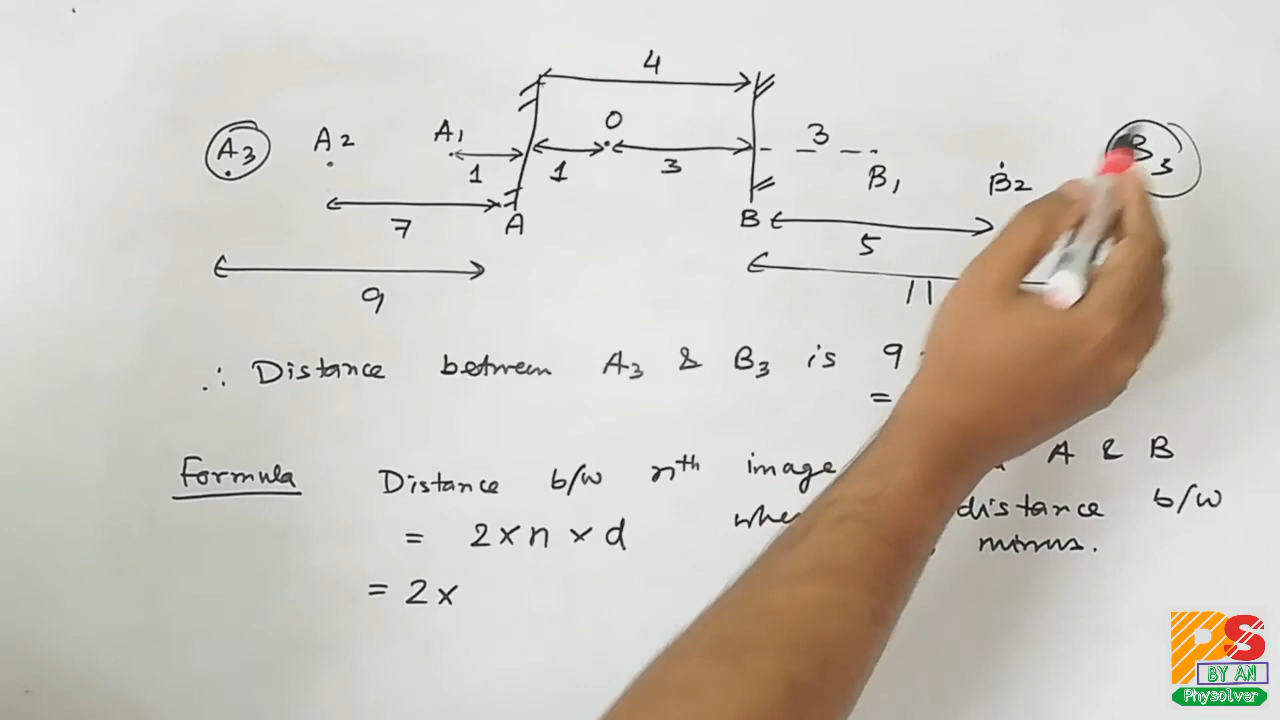 4
O
A3 A2 A1 1 1 3 3 B1 B2 B3
7 A B 5
9 11
∴ Distance between A3 & B3 is 9
=
Formula Distance b/w nth image A & B
= 2 x n x d distance b/w
= 2 x
PS
BY AN
Physolver